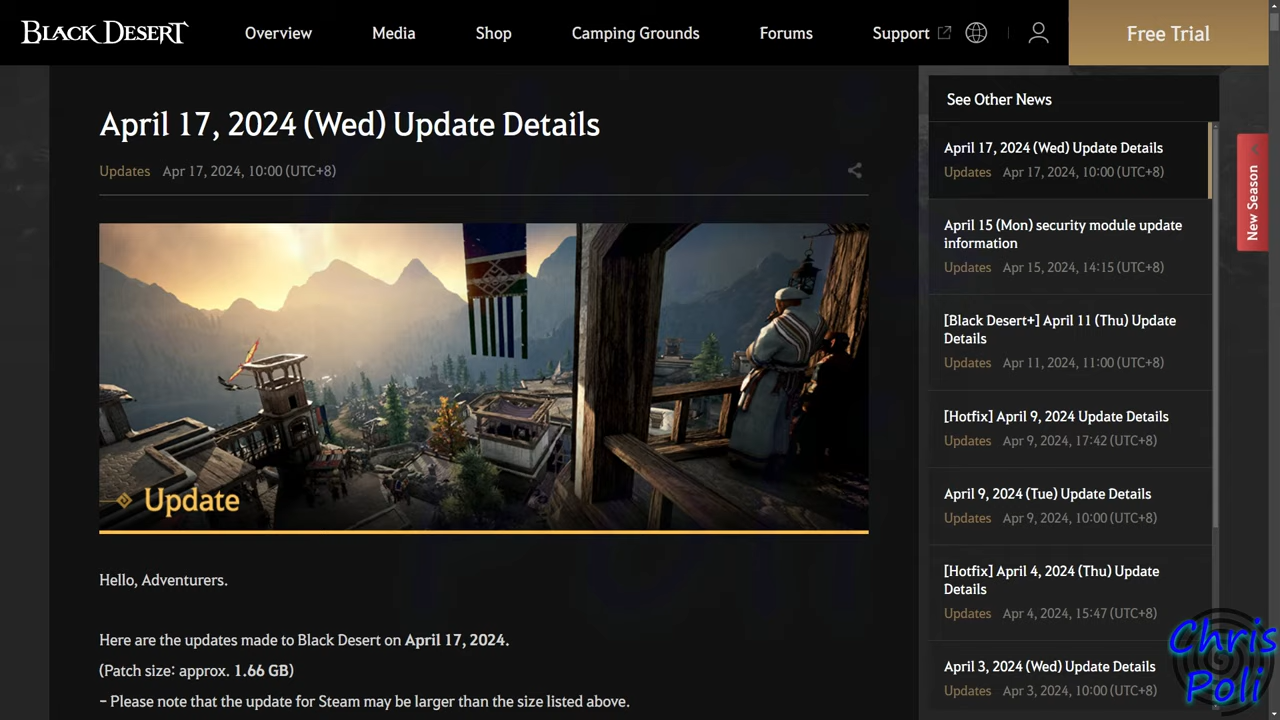 BLACK DESERT
Overview
Media
Shop
Camping Grounds
Forums
Support
Free Trial
April 17, 2024 (Wed) Update Details
Updates Apr 17, 2024, 10:00 (UTC+8)
Update
Hello, Adventurers.
Here are the updates made to Black Desert on April 17, 2024.
(Patch size: approx. 1.66 GB)
- Please note that the update for Steam may be larger than the size listed above.
See Other News
April 17, 2024 (Wed) Update Details
Updates Apr 17, 2024, 10:00 (UTC+8)
April 15 (Mon) security module update
information
Updates Apr 15, 2024, 14:15 (UTC+8)
[Black Desert+] April 11 (Thu) Update
Details
Updates Apr 11, 2024, 11:00 (UTC+8)
[Hotfix] April 9, 2024 Update Details
Updates Apr 9, 2024, 17:42 (UTC+8)
April 9, 2024 (Tue) Update Details
Updates Apr 9, 2024, 10:00 (UTC+8)
[Hotfix] April 4, 2024 (Thu) Update
Details
Updates Apr 4, 2024, 15:47 (UTC+8)
April 3, 2024 (Wed) Update Details
Updates Apr 3, 2024, 10:00 (UTC+8)
New Season
Chris
Poli